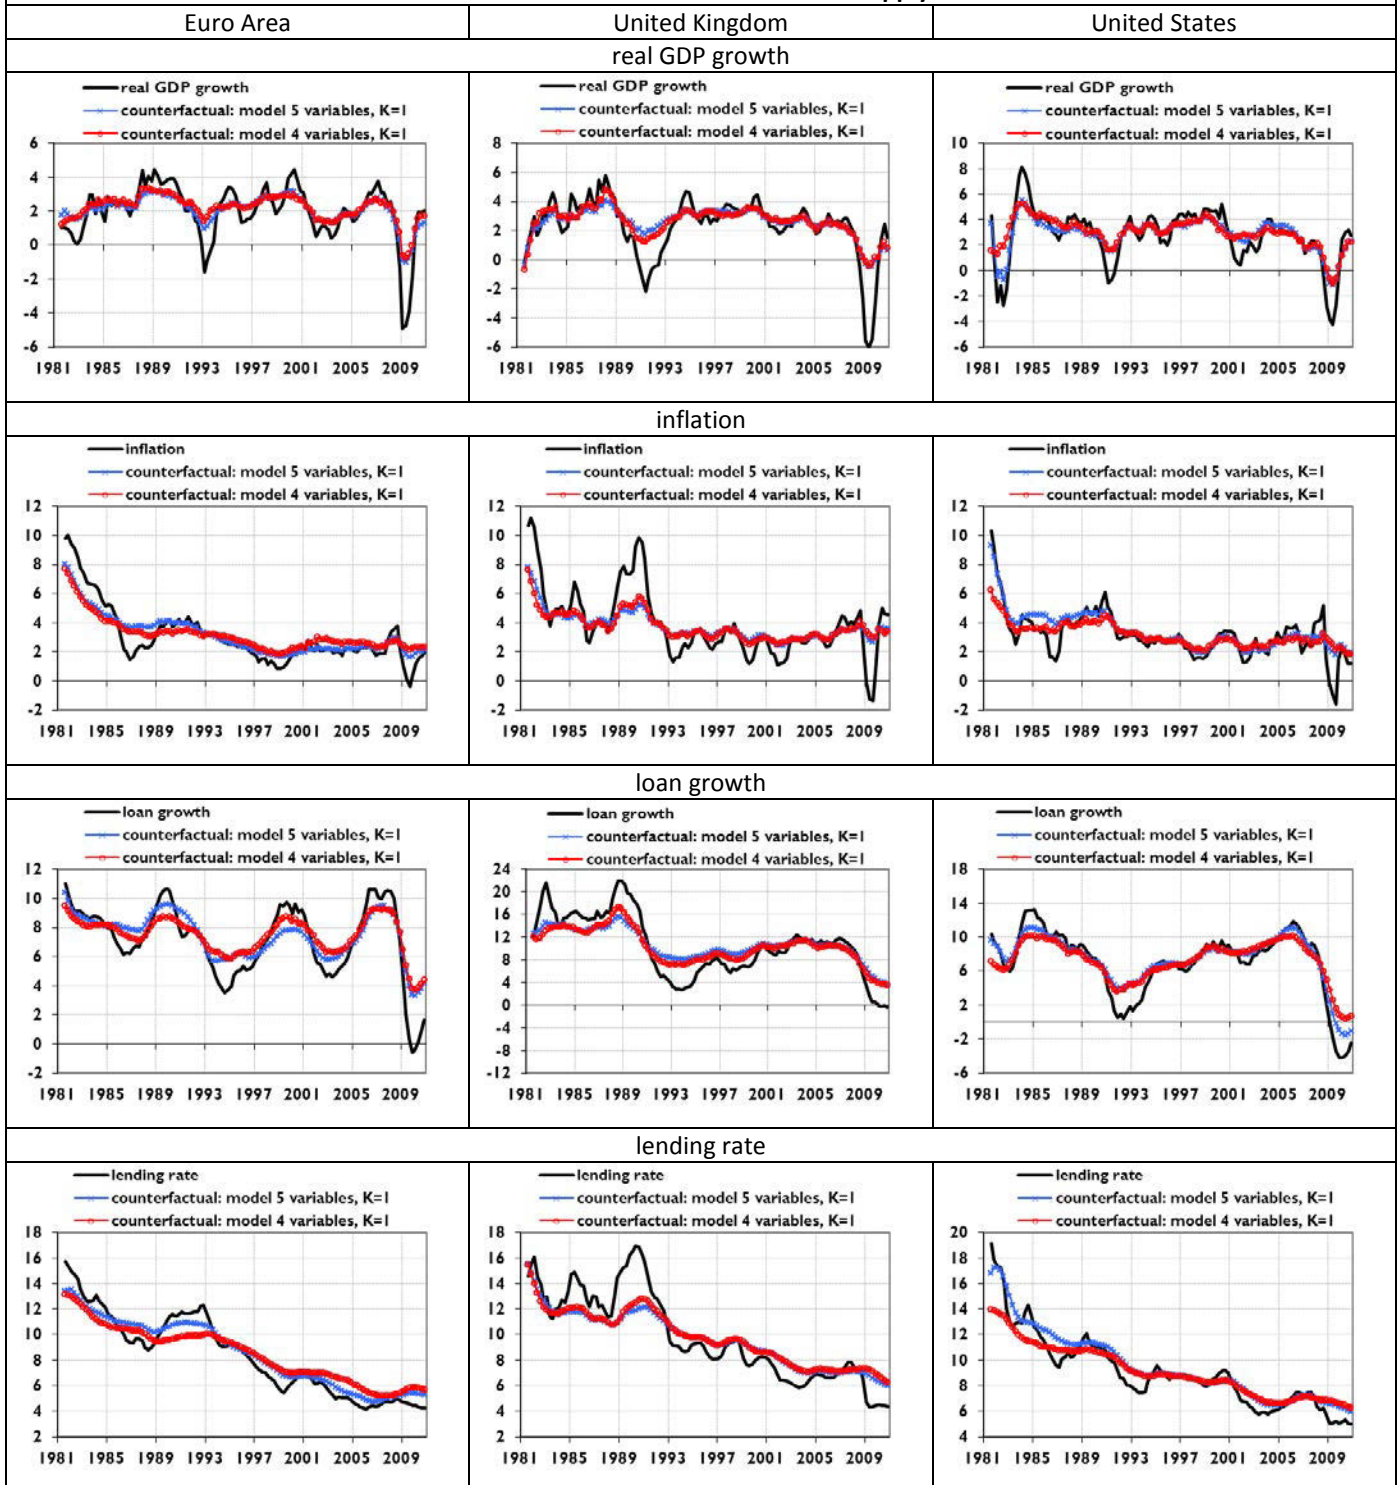 Euro Area United Kingdom United States
real GDP growth
real GDP growth
counterfactual: model 5 variables, K=1
counterfactual: model 4 variables, K=1
6
4
2
0
-2
-4
-6
1981 1985 1989 1993 1997 2001 2005 2009
real GDP growth
counterfactual: model 5 variables, K=1
counterfactual: model 4 variables, K=1
8
6
4
2
0
-2
-4
-6
1981 1985 1989 1993 1997 2001 2005 2009
real GDP growth
counterfactual: model 5 variables, K=1
counterfactual: model 4 variables, K=1
10
8
6
4
2
0
-2
-4
-6
1981 1985 1989 1993 1997 2001 2005 2009
inflation
inflation
counterfactual: model 5 variables, K=1
counterfactual: model 4 variables, K=1
12
10
8
6
4
2
0
-2
1981 1985 1989 1993 1997 2001 2005 2009
inflation
counterfactual: model 5 variables, K=1
counterfactual: model 4 variables, K=1
12
10
8
6
4
2
0
-2
1981 1985 1989 1993 1997 2001 2005 2009
inflation
counterfactual: model 5 variables, K=1
counterfactual: model 4 variables, K=1
12
10
8
6
4
2
0
-2
1981 1985 1989 1993 1997 2001 2005 2009
loan growth
loan growth
counterfactual: model 5 variables, K=1
counterfactual: model 4 variables, K=1
12
10
8
6
4
2
0
-2
1981 1985 1989 1993 1997 2001 2005 2009
loan growth
counterfactual: model 5 variables, K=1
counterfactual: model 4 variables, K=1
24
20
16
12
8
4
0
-4
-8
-12
1981 1985 1989 1993 1997 2001 2005 2009
loan growth
counterfactual: model 5 variables, K=1
counterfactual: model 4 variables, K=1
18
14
10
6
2
-2
-6
1981 1985 1989 1993 1997 2001 2005 2009
lending rate
lending rate
counterfactual: model 5 variables, K=1
counterfactual: model 4 variables, K=1
18
16
14
12
10
8
6
4
2
1981 1985 1989 1993 1997 2001 2005 2009
lending rate
counterfactual: model 5 variables, K=1
counterfactual: model 4 variables, K=1
18
16
14
12
10
8
6
4
2
1981 1985 1989 1993 1997 2001 2005 2009
lending rate
counterfactual: model 5 variables, K=1
counterfactual: model 4 variables, K=1
20
18
16
14
12
10
8
6
4
1981 1985 1989 1993 1997 2001 2005 2009